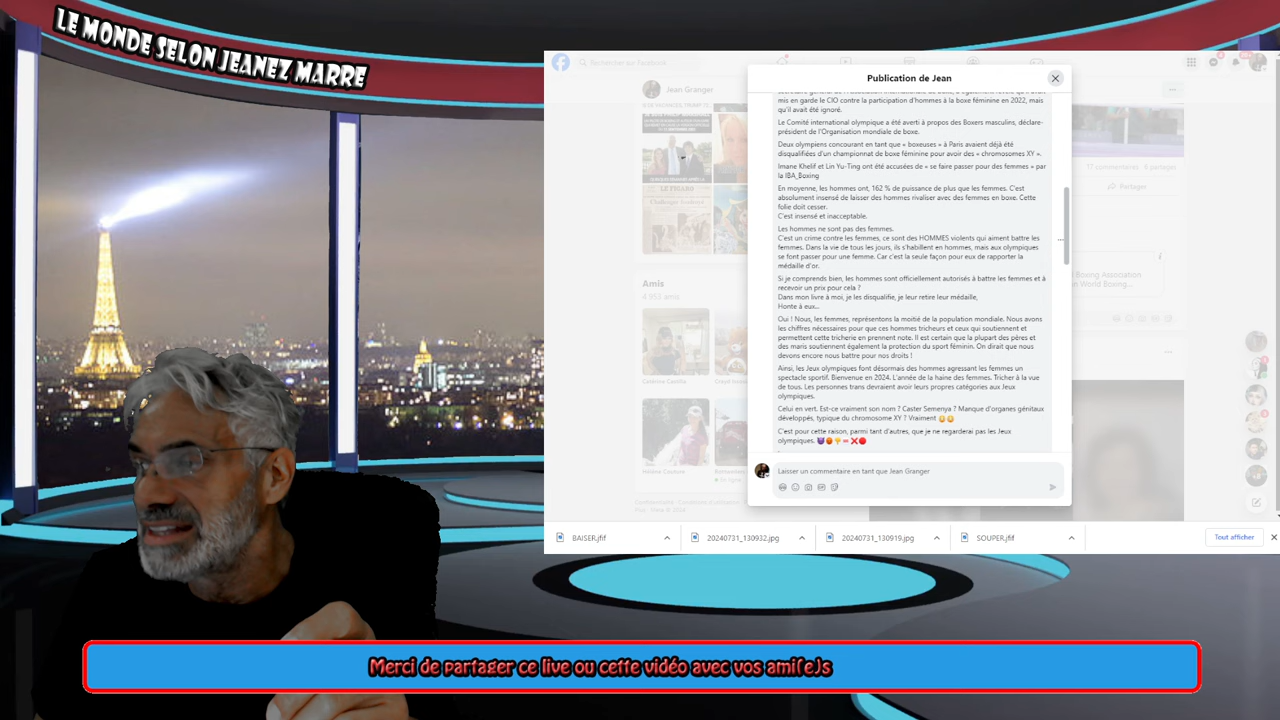 LE MONDE SELON JEANEZ MARRE
Rechercher sur Facebook
Publication de Jean
Jean Granger
mis en garde le CIO contre la participation d'hommes à la boxe féminine en 2022, mais
qu'il avait été ignoré.
Le Comité international olympique a été averti à propos des Boxers masculins, déclare-
président de l'Organisation mondiale de boxe.
Deux olympiens concourant en tant que « boxeuses » à Paris avaient déjà été
disqualifiées d'un championnat de boxe féminine pour avoir des « chromosomes XY ».
Imane Khelif et Lin Yu-Ting ont été accusées de « se faire passer pour des femmes » par
la IBA_Boxing
En moyenne, les hommes ont, 162 % de puissance de plus que les femmes. C'est
absolument insensé de laisser des hommes rivaliser avec des femmes en boxe. Cette
folie doit cesser.
C'est insensé et inacceptable.
Les hommes ne sont pas des femmes.
C'est un crime contre les femmes, ce sont des HOMMES violents qui aiment battre les
femmes. Dans la vie de tous les jours, ils s'habillent en hommes, mais aux olympiques
se font passer pour une femme. Car c'est la seule façon pour eux de rapporter la
médaille d'or.
Si je comprends bien, les hommes sont officiellement autorisés à battre les femmes et à
recevoir un prix pour cela ?
Dans mon livre à moi, je les disqualifie, je leur retire leur médaille,
Honte à eux...
Oui ! Nous, les femmes, représentons la moitié de la population mondiale. Nous avons
les chiffres nécessaires pour que ces hommes tricheurs et ceux qui soutiennent et
permettent cette tricherie en prennent note. Il est certain que la plupart des pères et
des maris soutiennent également la protection du sport féminin. On dirait que nous
devons encore nous battre pour nos droits !
Ainsi, les Jeux olympiques font désormais des hommes agressant les femmes un
spectacle sportif. Bienvenue en 2024. L'année de la haine des femmes. Tricher à la vue
de tous. Les personnes trans devraient avoir leurs propres catégories aux Jeux
olympiques.
Celui en vert. Est-ce vraiment son nom ? Caster Semenya ? Manque d'organes génitaux
développés, typique du chromosome XY ? Vraiment
C'est pour cette raison, parmi tant d'autres, que je ne regarderai pas les Jeux
olympiques.
Laisser un commentaire en tant que Jean Granger
LE FIGARO
Amis
4 953 amis
17 commentaires 6 partages
Partager
Boxing Association
World Boxing...
BAISER.jfif
20240731_130932.jpg
20240731_130919.jpg
SOUPER.jfif
Tout afficher
Merci de partager ce live ou cette vidéo avec vos ami(e)s